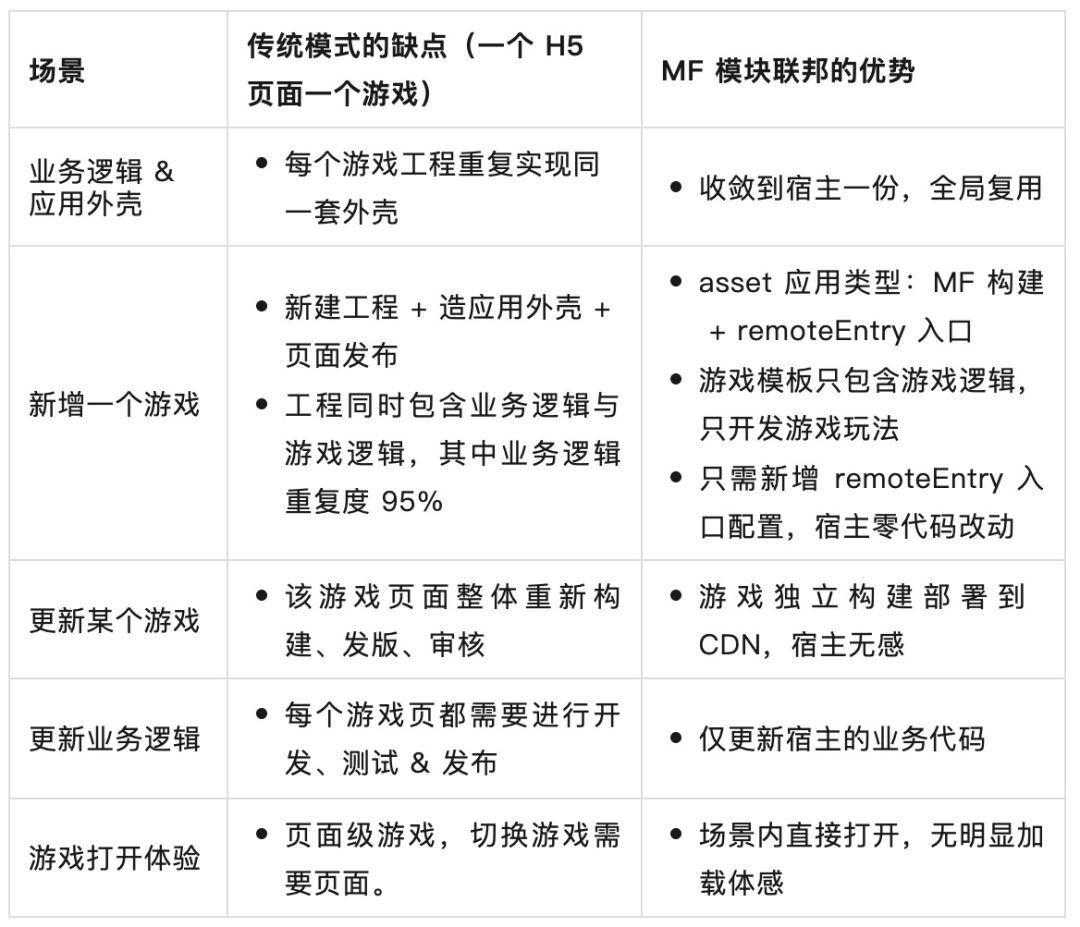 场景
传统模式的缺点（一个 H5
页面一个游戏）
MF 模块联邦的优势
业务逻辑 &
应用外壳
• 每个游戏工程重复实现同
一套外壳
• 收敛到宿主一份，全局复用
新增一个游戏
• 新建工程 + 造应用外壳 +
页面发布
• 工程同时包含业务逻辑与
游戏逻辑，其中业务逻辑
重复度 95%
• asset 应用类型：MF 构建
+ remoteEntry 入口
• 游戏模板只包含游戏逻辑，
只开发游戏玩法
• 只需新增 remoteEntry 入
口配置，宿主零代码改动
更新某个游戏
• 该游戏页面整体重新构
建、发版、审核
• 游戏独立构建部署到
CDN，宿主无感
更新业务逻辑
• 每个游戏页都需要进行开
发、测试 & 发布
• 仅更新宿主的业务代码
游戏打开体验
• 页面级游戏，切换游戏需
要页面。
• 场景内直接打开，无明显加
载体感